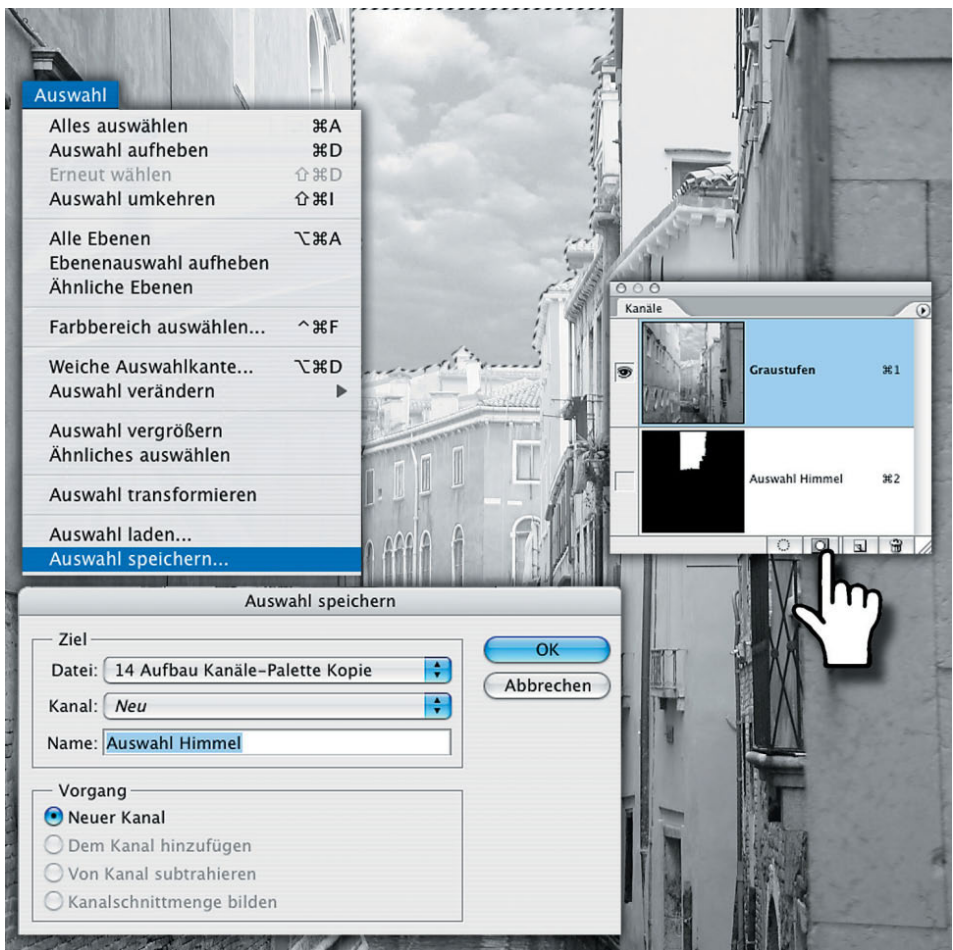 Auswahl
Alles auswählen ⌘A
Auswahl aufheben ⌘D
Erneut wählen ⇧⌘D
Auswahl umkehren ⇧⌘I
Alle Ebenen ⌥⌘A
Ebenenauswahl aufheben
Ähnliche Ebenen
Farbbereich auswählen... ^⌘F
Weiche Auswahlkante... ⌥⌘D
Auswahl verändern
Auswahl vergrößern
Ähnliches auswählen
Auswahl transformieren
Auswahl laden...
Auswahl speichern...
Kanäle
Graustufen ⌘1
Auswahl Himmel ⌘2
Auswahl speichern
Ziel
Datei: 14 Aufbau Kanäle-Palette Kopie
Kanal: Neu
Name: Auswahl Himmel
OK
Abbrechen
Vorgang
Neuer Kanal
Dem Kanal hinzufügen
Von Kanal subtrahieren
Kanalschnittmenge bilden